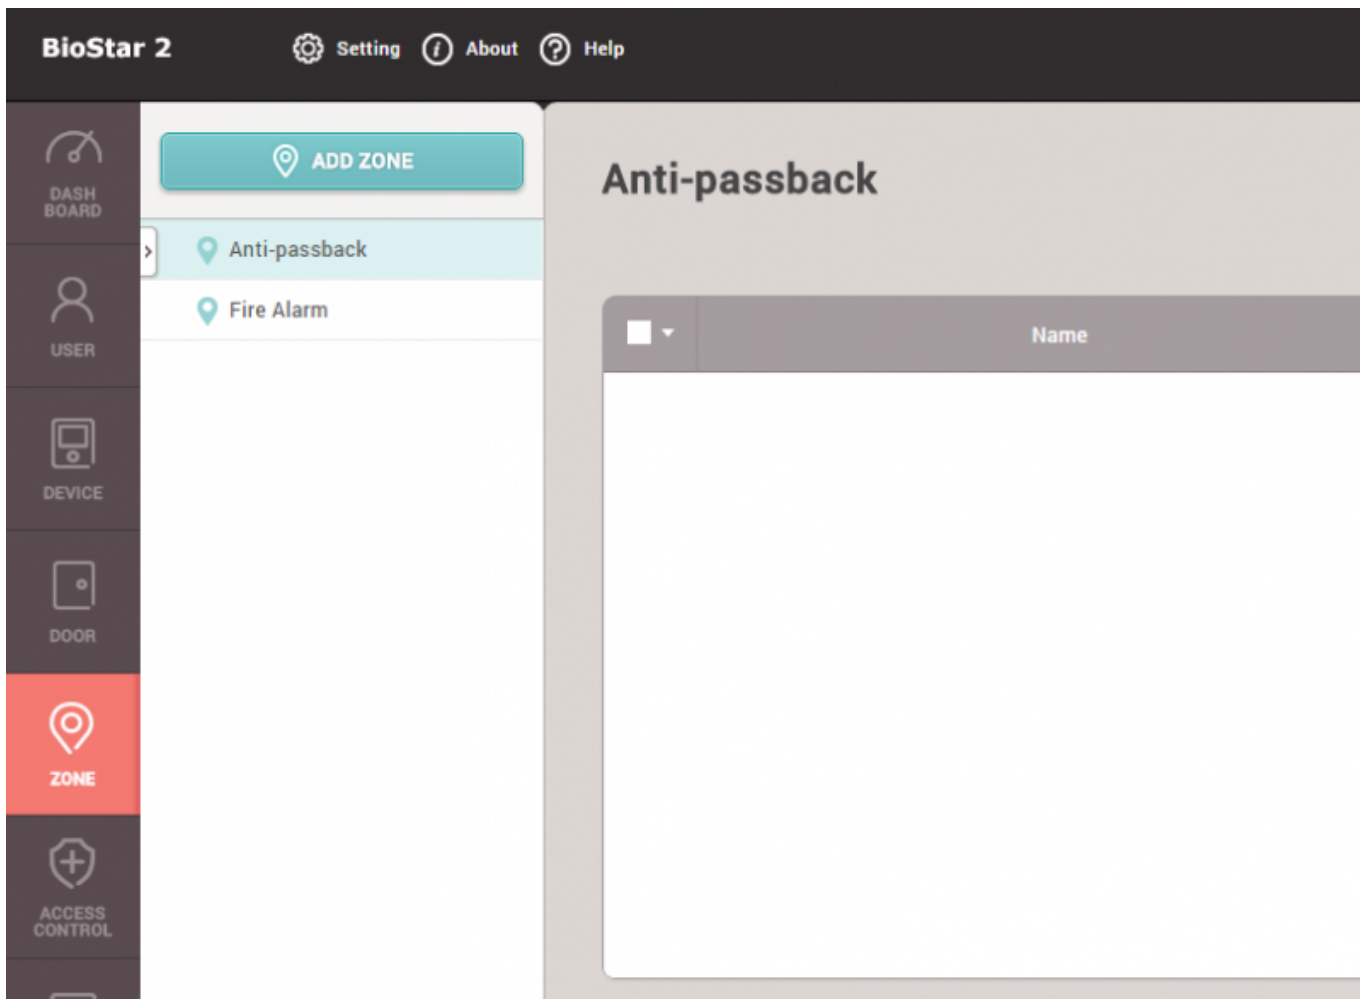 BioStar 2
Setting
About
Help
DASH
BOARD
USER
DEVICE
DOOR
ZONE
ACCESS
CONTROL
ADD ZONE
Anti-passback
Fire Alarm
Anti-passback
Name